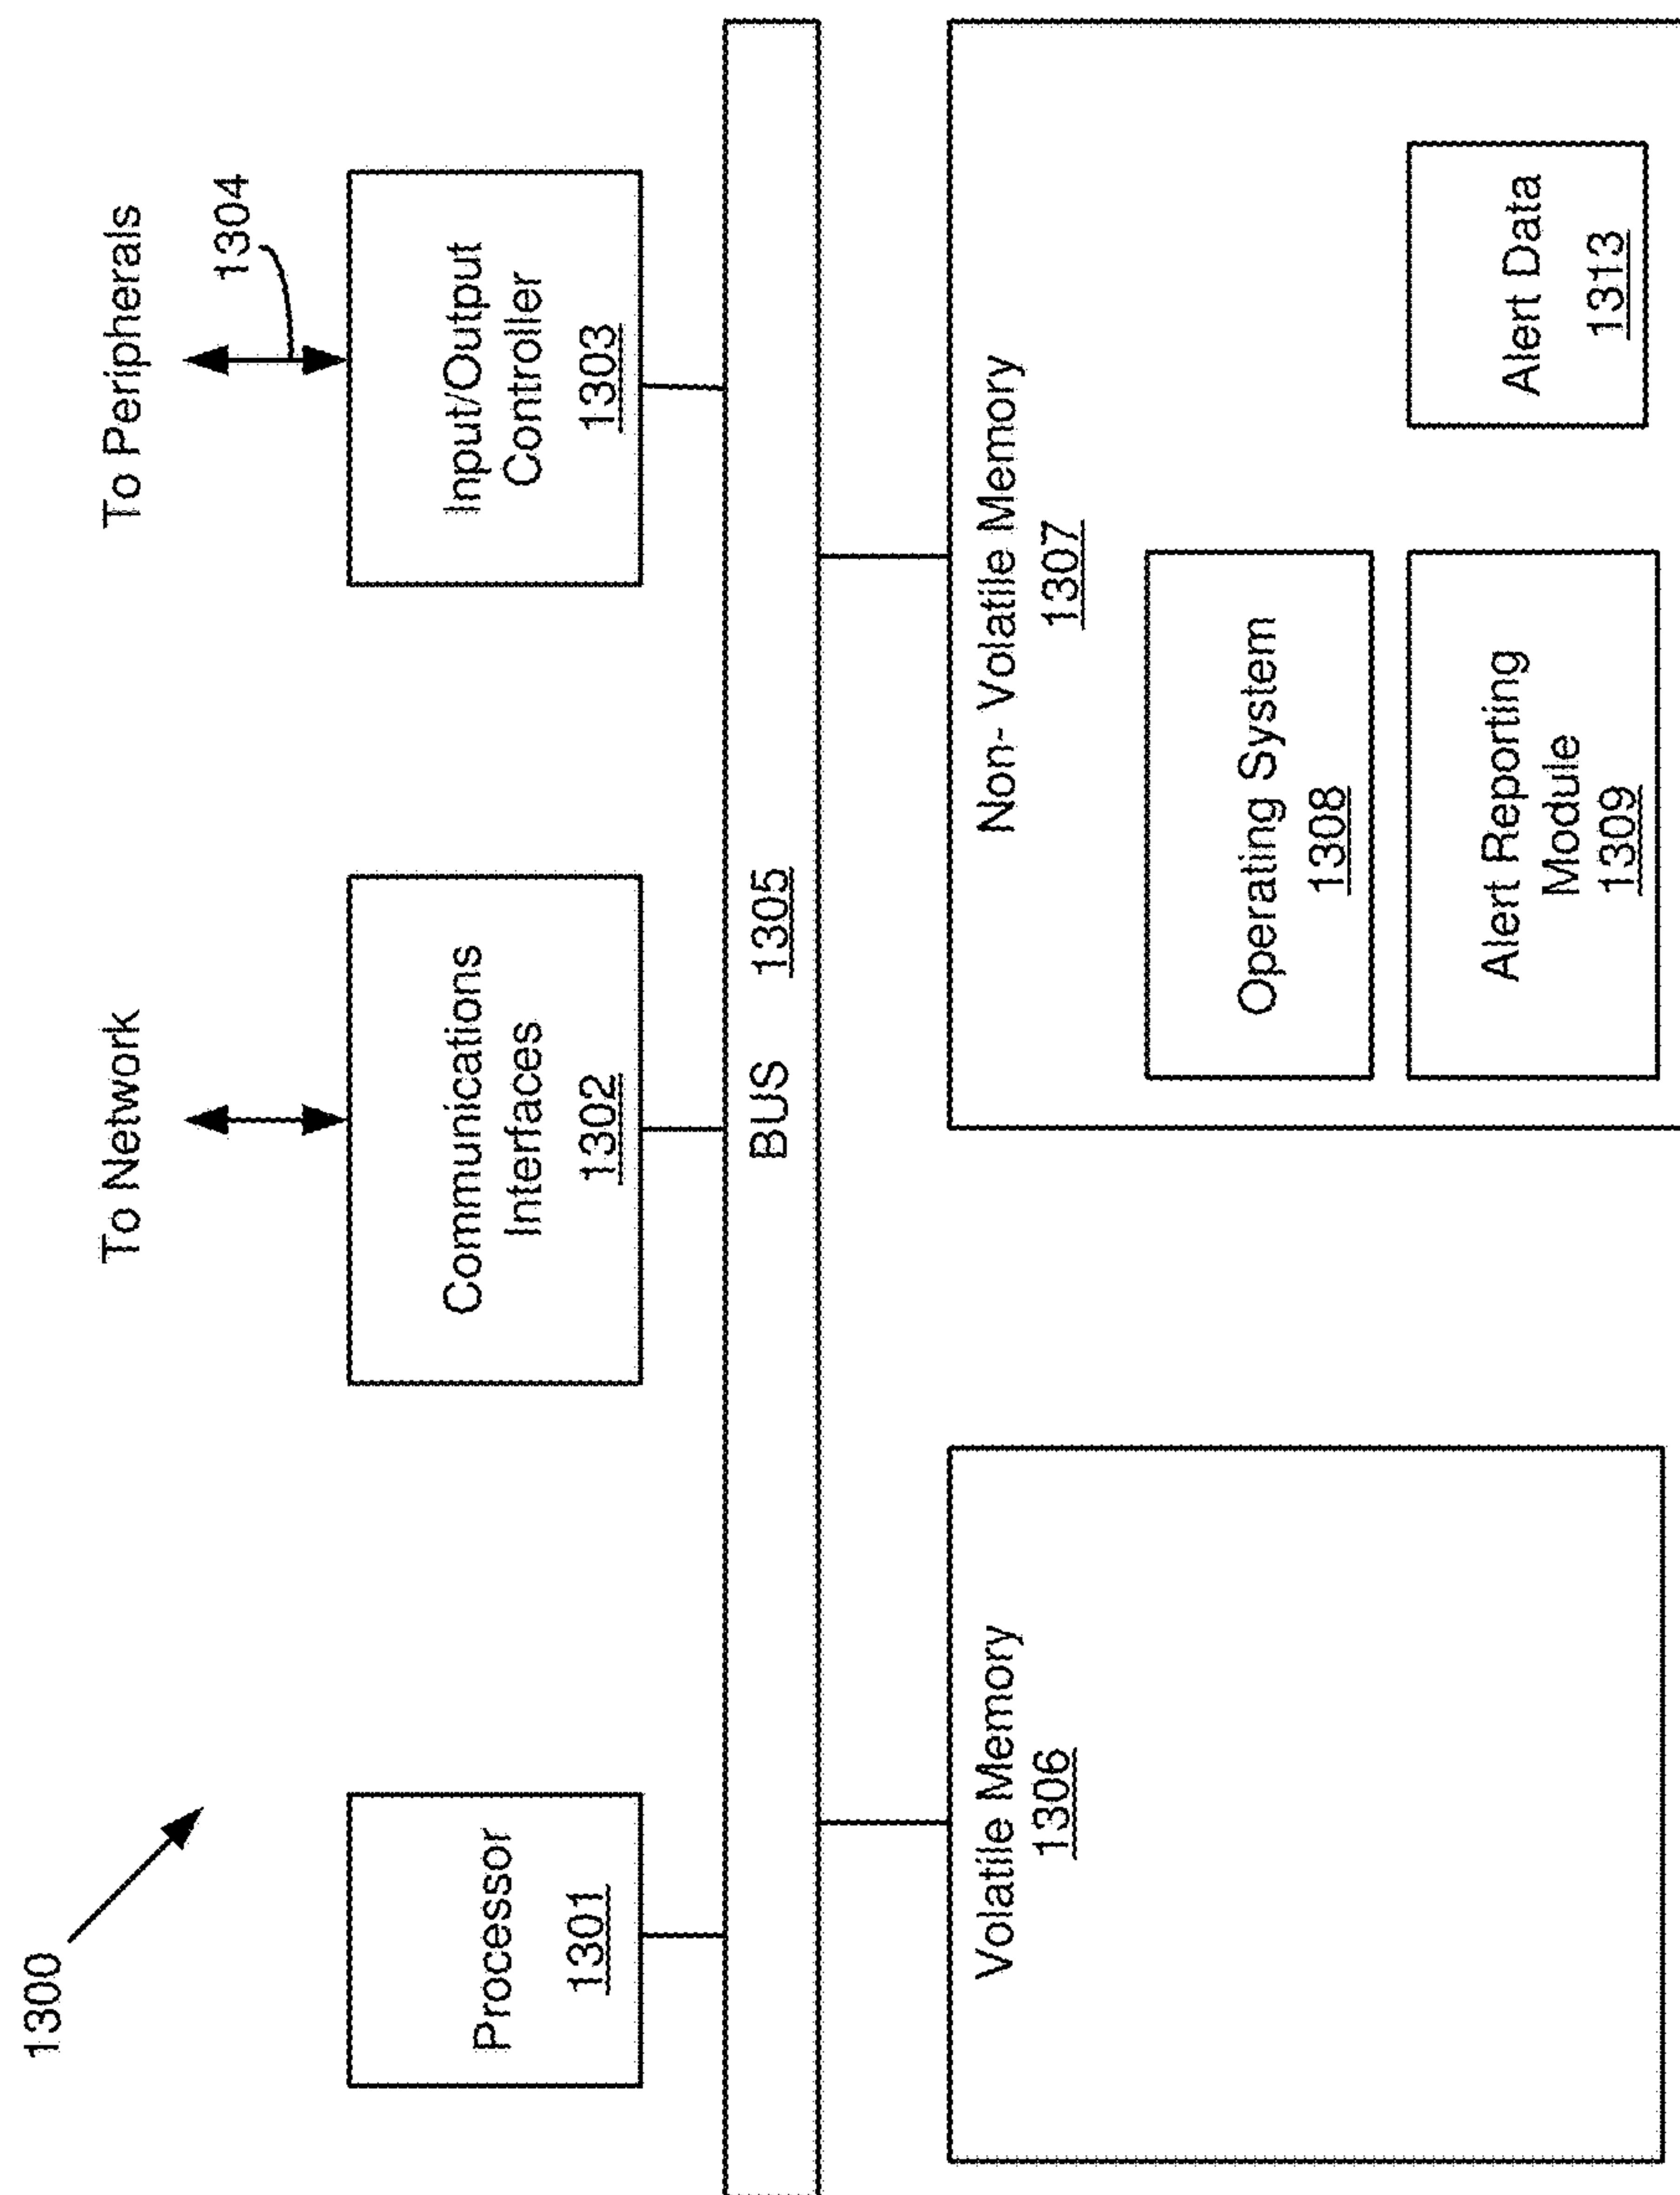 1300
To Network
To Peripherals
1304
Processor
1301
Communications
Interfaces
1302
Input/Output
Controller
1303
BUS 1305
Volatile Memory
1306
Non- Volatile Memory
1307
Operating System
1308
Alert Reporting
Module
1309
Alert Data
1313